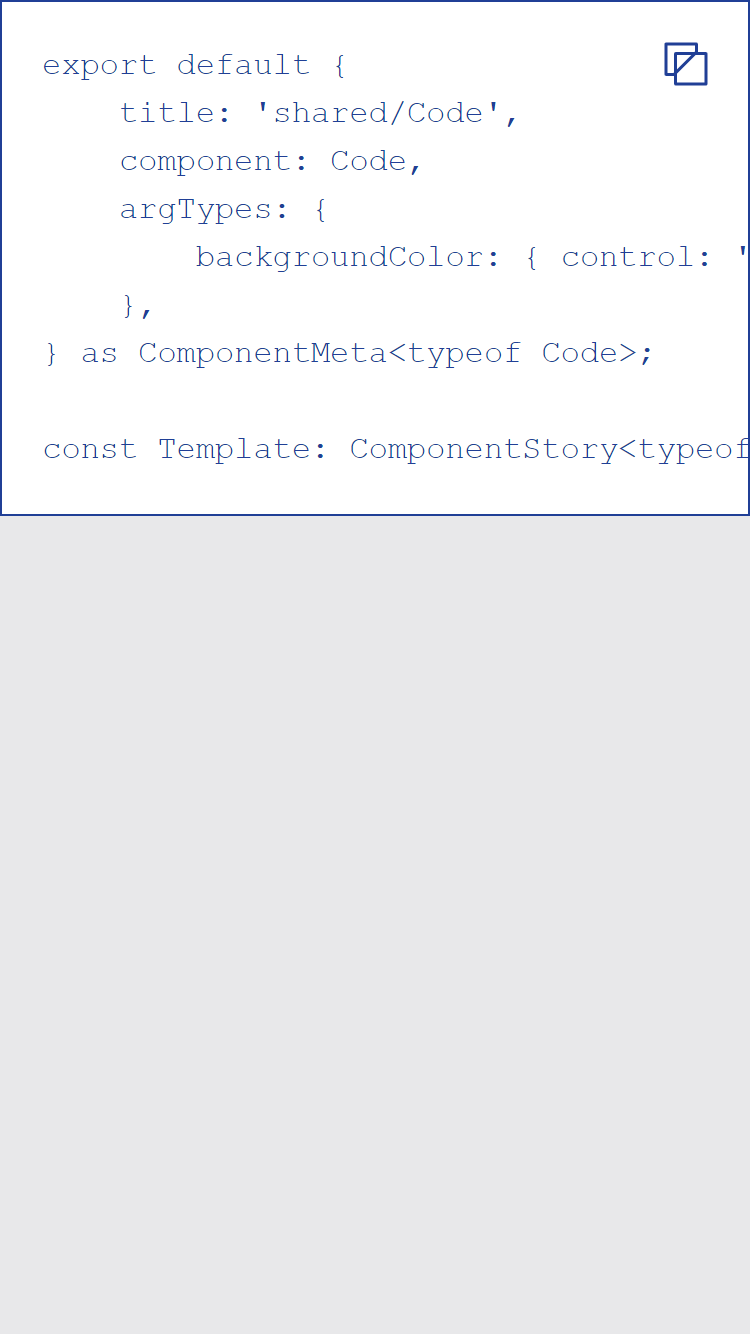 export default {
    title: 'shared/Code',
    component: Code,
    argTypes: {
        backgroundColor: { control: '
    },
} as ComponentMeta<typeof Code>;

const Template: ComponentStory<typeof